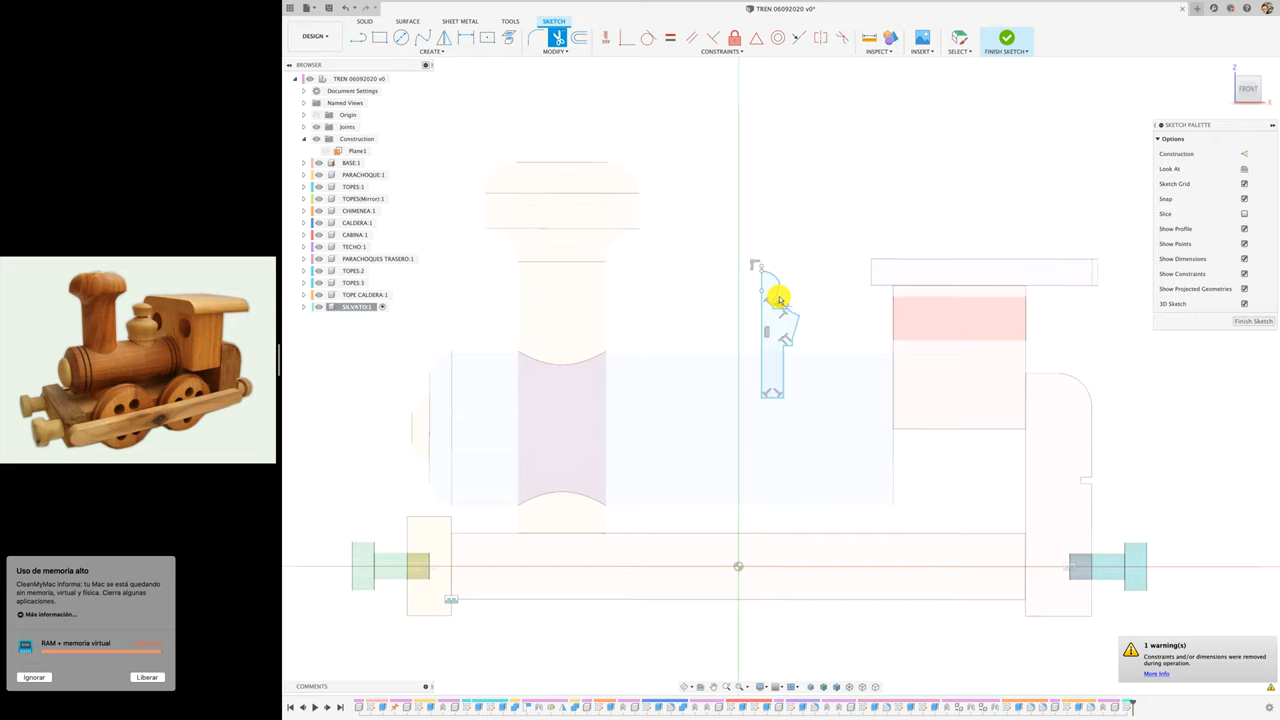 TREN 06092020 v0*
SOLID SURFACE SHEET METAL TOOLS SKETCH
DESIGN ▾
CREATE ▾ MODIFY ▾ CONSTRAINTS ▾ INSPECT ▾ INSERT ▾ SELECT ▾ FINISH SKETCH ▾
BROWSER
TREN 06092020 v0
Document Settings
Named Views
Origin
Joints
Construction
Plane1
BASE:1
PARACHOQUE:1
TOPES:1
TOPES(Mirror):1
CHIMENEA:1
CALDERA:1
CABINA:1
TECHO:1
PARACHOQUES TRASERO:1
TOPES:2
TOPES:3
TOPE CALDERA:1
SILVATO:1
Z
FRONT
X
SKETCH PALETTE
Options
Construction
Look At
Sketch Grid
Snap
Slice
Show Profile
Show Points
Show Dimensions
Show Constraints
Show Projected Geometries
3D Sketch
Finish Sketch
Uso de memoria alto
CleanMyMac informa: tu Mac se está quedando
sin memoria, virtual y física. Cierra algunas
aplicaciones.
Más información...
RAM + memoria virtual
Ignorar Liberar
1 warning(s)
Constraints and/or dimensions were removed
during operation.
More Info
COMMENTS